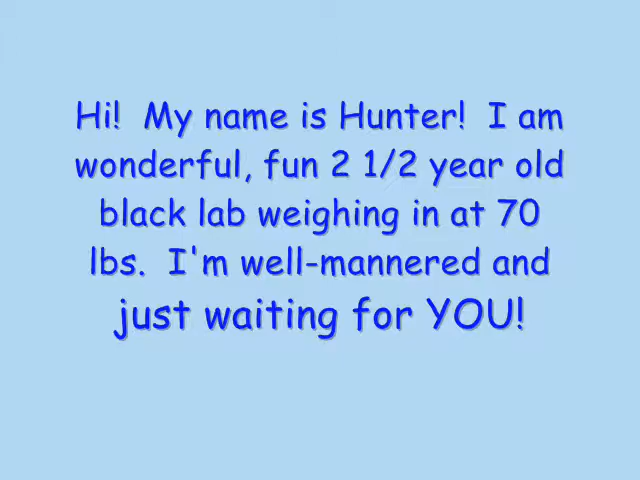 Hi!  My name is Hunter!  I am
wonderful, fun 2 1/2 year old
black lab weighing in at 70
lbs.  I'm well-mannered and
just waiting for YOU!